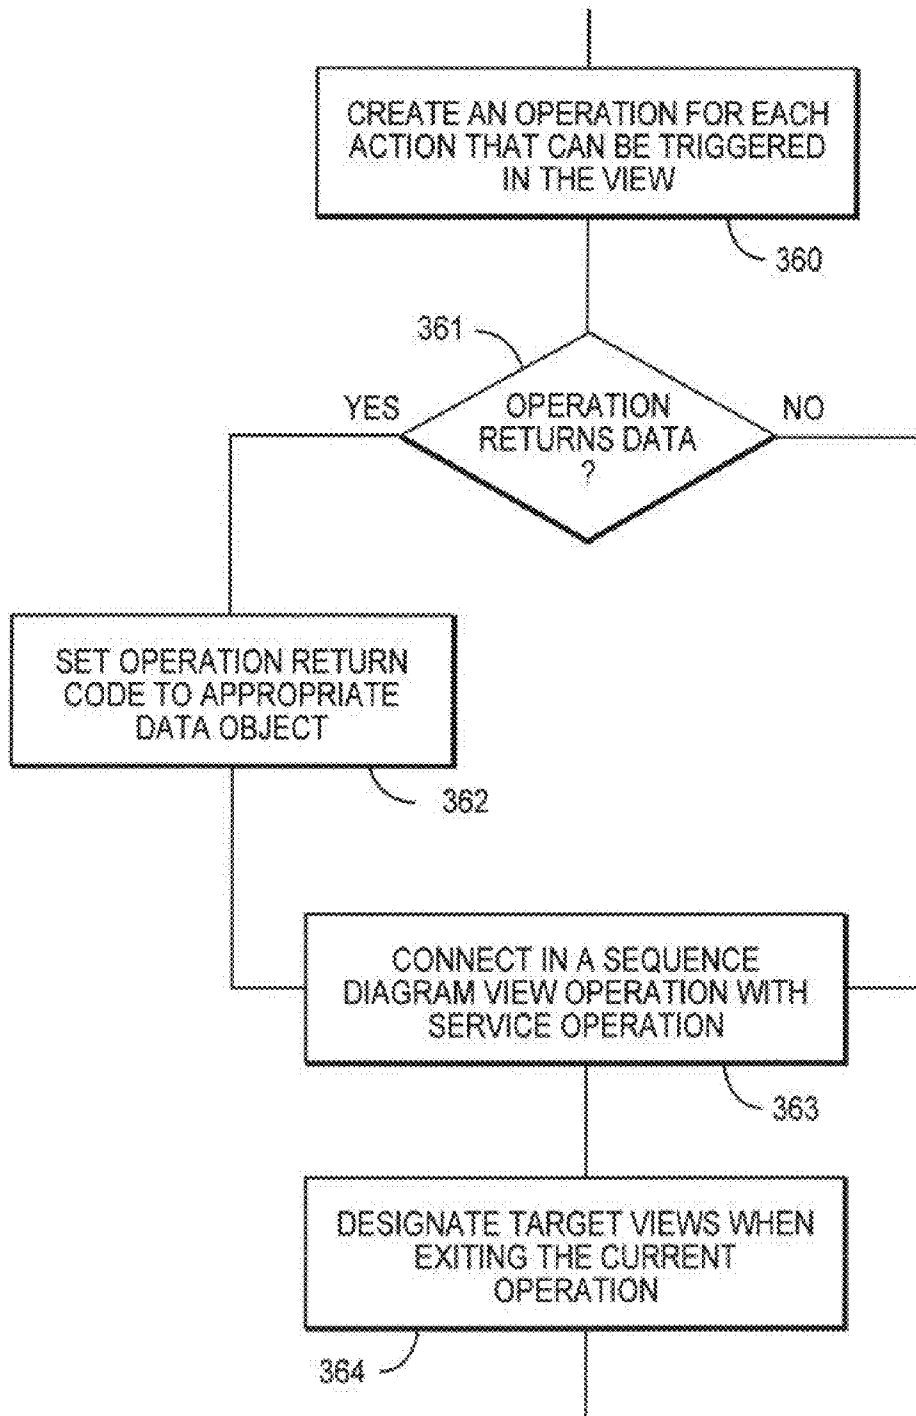 CREATE AN OPERATION FOR EACH
ACTION THAT CAN BE TRIGGERED
IN THE VIEW
360
361
YES
OPERATION
RETURNS DATA
?
NO
SET OPERATION RETURN
CODE TO APPROPRIATE
DATA OBJECT
362
CONNECT IN A SEQUENCE
DIAGRAM VIEW OPERATION WITH
SERVICE OPERATION
363
DESIGNATE TARGET VIEWS WHEN
EXITING THE CURRENT
OPERATION
364